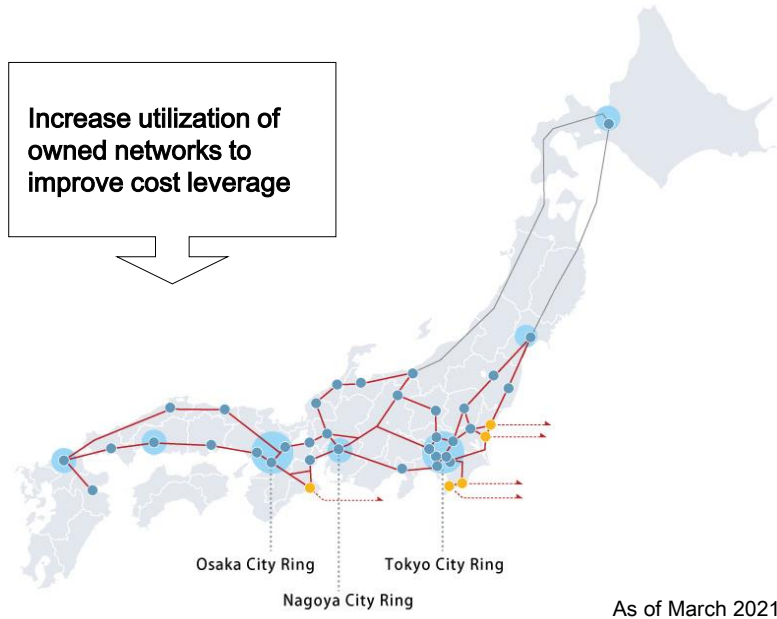 Increase utilization of
owned networks to
improve cost leverage
Osaka City Ring
Tokyo City Ring
Nagoya City Ring
As of March 2021